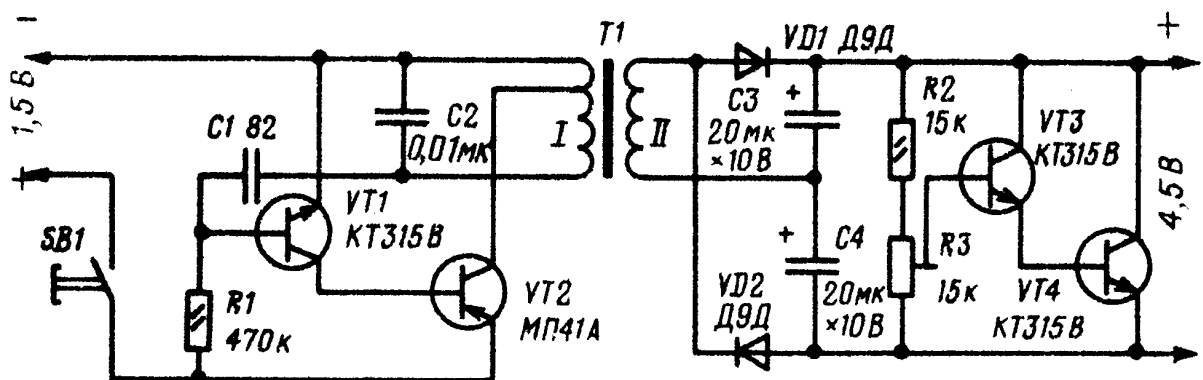 −
1,5 В
+
SB1
C1 82
R1
470 к
C2
0,01мк
VT1
КТ315В
VT2
МП41А
T1
I
II
VD1 Д9Д
C3
+
20мк
×10В
C4
+
20мк
×10В
VD2
Д9Д
R2
15к
R3
15к
VT3
КТ315В
VT4
КТ315В
+
4,5 В